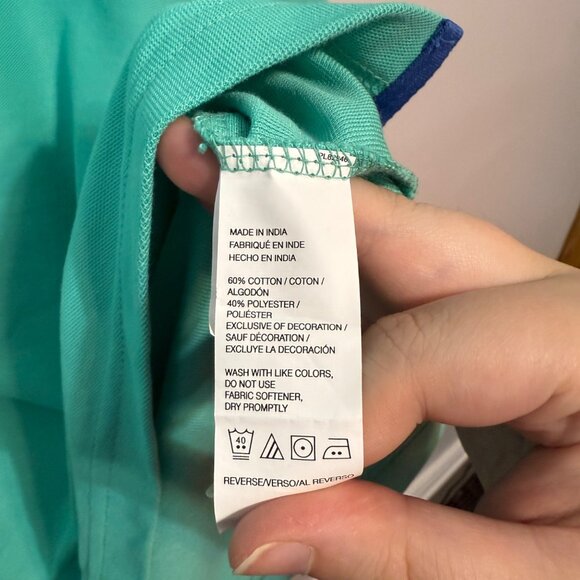 MADE IN INDIA
FABRIQUÉ EN INDE
HECHO EN INDIA
60% COTTON / COTON /
ALGODÓN
40% POLYESTER /
POLIÉSTER
EXCLUSIVE OF DECORATION /
SAUF DÉCORATION /
EXCLUYE LA DECORACIÓN
WASH WITH LIKE COLORS,
DO NOT USE
FABRIC SOFTENER,
DRY PROMPTLY
40
REVERSE/VERSO/AL REVERSO